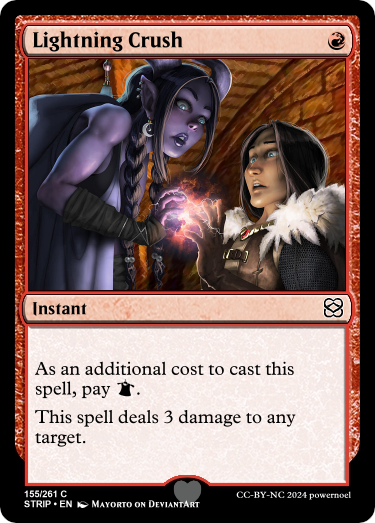 Lightning Crush
Instant
As an additional cost to cast this
spell, pay .
This spell deals 3 damage to any
target.
155/261 C
STRIP • EN Mayorto on DeviantArt
CC-BY-NC 2024 powernoel